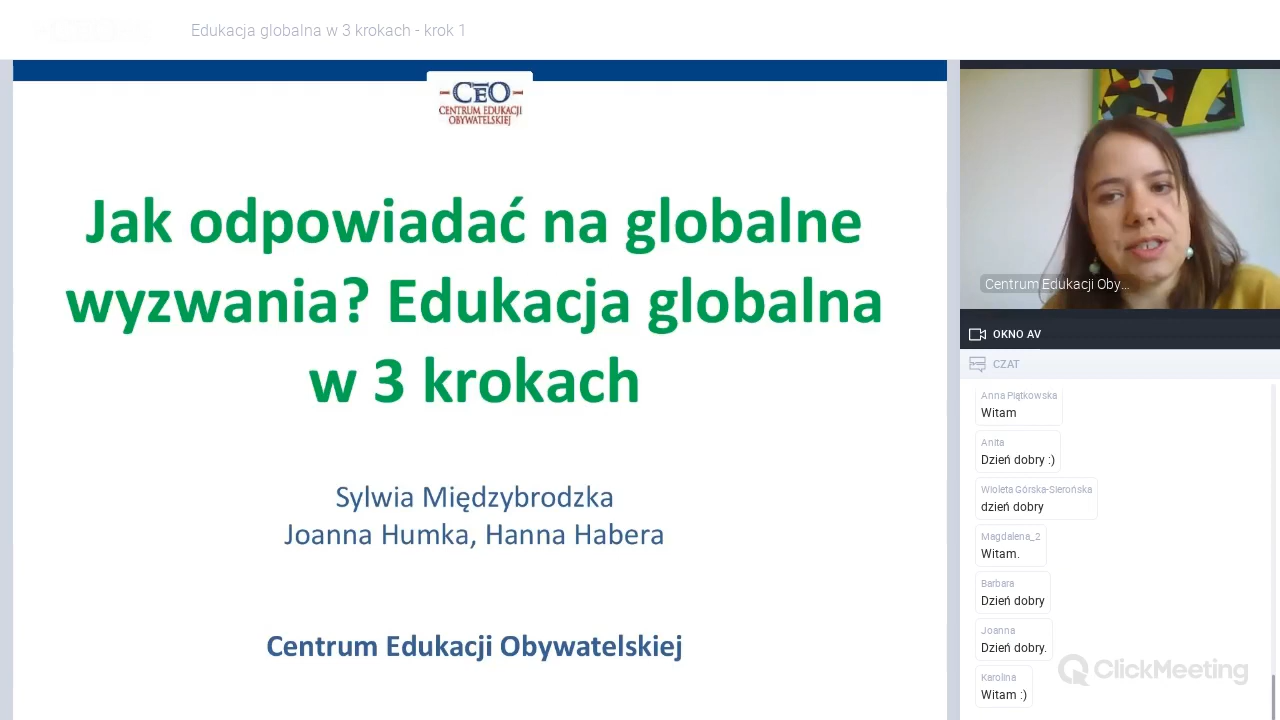 Edukacja globalna w 3 krokach - krok 1
CEO
CENTRUM EDUKACJI
OBYWATELSKIEJ
Jak odpowiadać na globalne
wyzwania? Edukacja globalna
w 3 krokach
Sylwia Międzybrodzka
Joanna Humka, Hanna Habera
Centrum Edukacji Obywatelskiej
Centrum Edukacji Oby...
OKNO AV
CZAT
Anna Piątkowska
Witam
Anita
Dzień dobry :)
Wioleta Górska-Sierońska
dzień dobry
Magdalena_2
Witam.
Barbara
Dzień dobry
Joanna
Dzień dobry.
Karolina
Witam :)
ClickMeeting